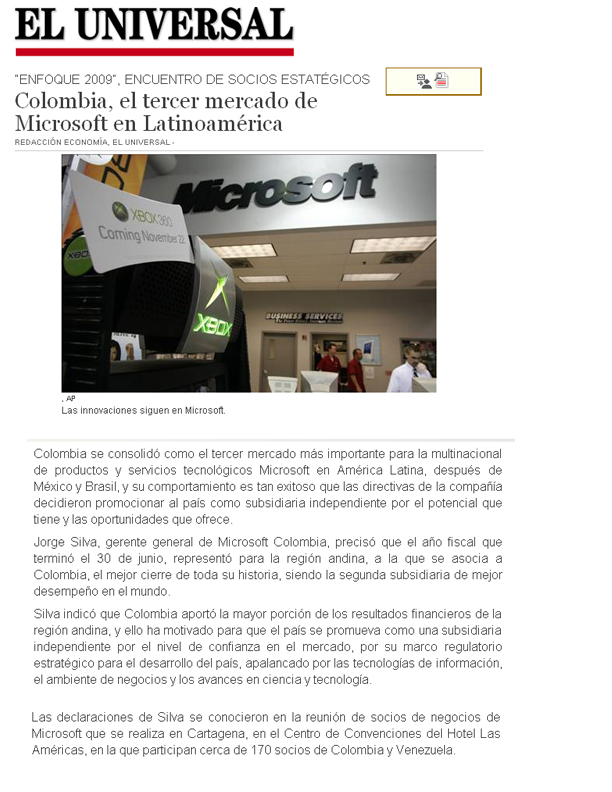 EL UNIVERSAL
"ENFOQUE 2009", ENCUENTRO DE SOCIOS ESTATÉGICOS
Colombia, el tercer mercado de
Microsoft en Latinoamérica
REDACCIÓN ECONOMÍA, EL UNIVERSAL -
Microsoft
XBOX 360
Coming November 22
XBOX
XBOX
BUSINESS SERVICES
, AP
Las innovaciones siguen en Microsoft.
Colombia se consolidó como el tercer mercado más importante para la multinacional
de productos y servicios tecnológicos Microsoft en América Latina, después de
México y Brasil, y su comportamiento es tan exitoso que las directivas de la compañía
decidieron promocionar al país como subsidiaria independiente por el potencial que
tiene y las oportunidades que ofrece.
Jorge Silva, gerente general de Microsoft Colombia, precisó que el año fiscal que
terminó el 30 de junio, representó para la región andina, a la que se asocia a
Colombia, el mejor cierre de toda su historia, siendo la segunda subsidiaria de mejor
desempeño en el mundo.
Silva indicó que Colombia aportó la mayor porción de los resultados financieros de la
región andina, y ello ha motivado para que el país se promueva como una subsidiaria
independiente por el nivel de confianza en el mercado, por su marco regulatorio
estratégico para el desarrollo del país, apalancado por las tecnologías de información,
el ambiente de negocios y los avances en ciencia y tecnología.
Las declaraciones de Silva se conocieron en la reunión de socios de negocios de
Microsoft que se realiza en Cartagena, en el Centro de Convenciones del Hotel Las
Américas, en la que participan cerca de 170 socios de Colombia y Venezuela.